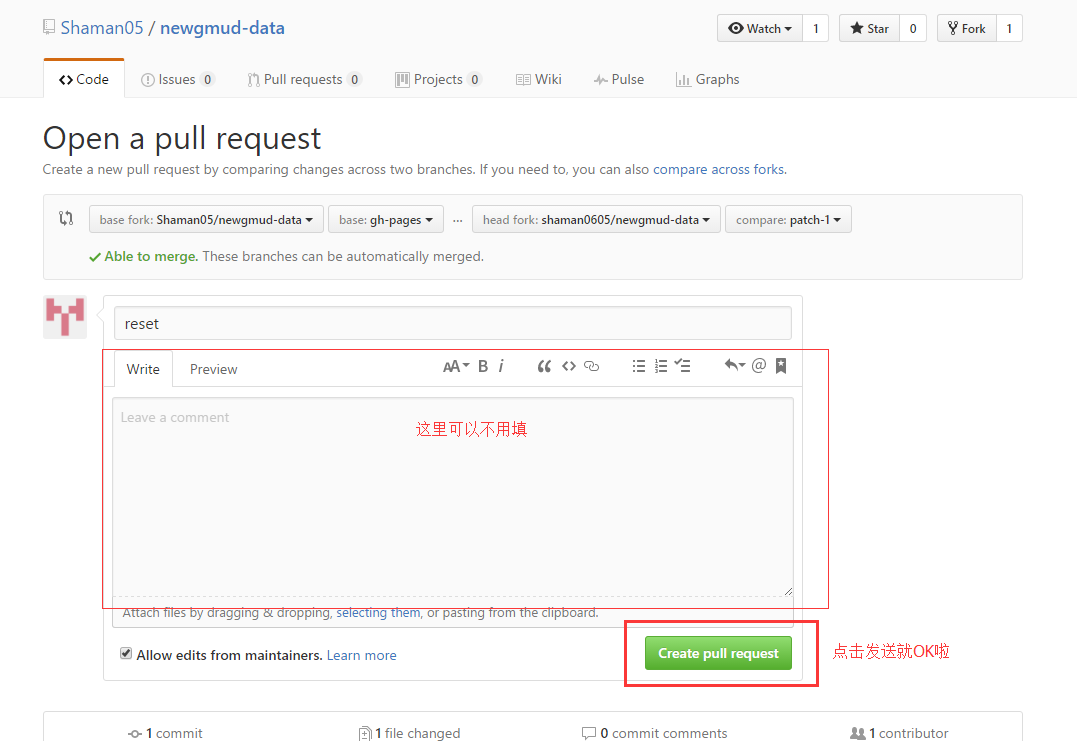 Shaman05 / newgmud-data
Watch 1 Star 0 Fork 1
Code Issues 0 Pull requests 0 Projects 0 Wiki Pulse Graphs
Open a pull request
Create a new pull request by comparing changes across two branches. If you need to, you can also compare across forks.
base fork: Shaman05/newgmud-data base: gh-pages ... head fork: shaman0605/newgmud-data compare: patch-1
Able to merge. These branches can be automatically merged.
reset
Write Preview AA B i @
Leave a comment
这里可以不用填
Attach files by dragging & dropping, selecting them, or pasting from the clipboard.
Allow edits from maintainers. Learn more
Create pull request
点击发送就OK啦
1 commit 1 file changed 0 commit comments 1 contributor